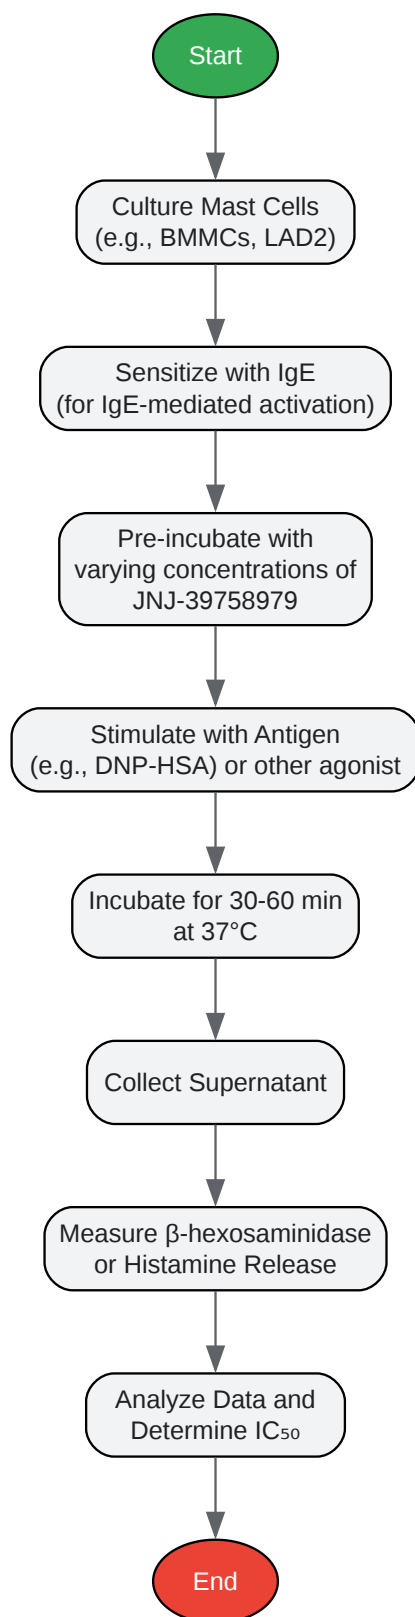 Start
Culture Mast Cells
(e.g., BMMCs, LAD2)
Sensitize with IgE
(for IgE-mediated activation)
Pre-incubate with
varying concentrations of
JNJ-39758979
Stimulate with Antigen
(e.g., DNP-HSA) or other agonist
Incubate for 30-60 min
at 37°C
Collect Supernatant
Measure β-hexosaminidase
or Histamine Release
Analyze Data and
Determine IC₅₀
End